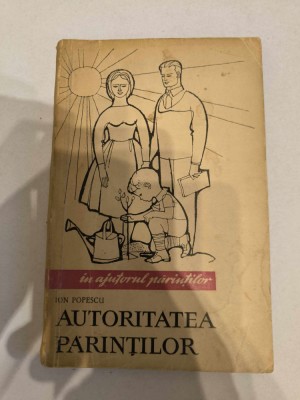 în ajutorul părinților
ION POPESCU
AUTORITATEA
PĂRINȚILOR